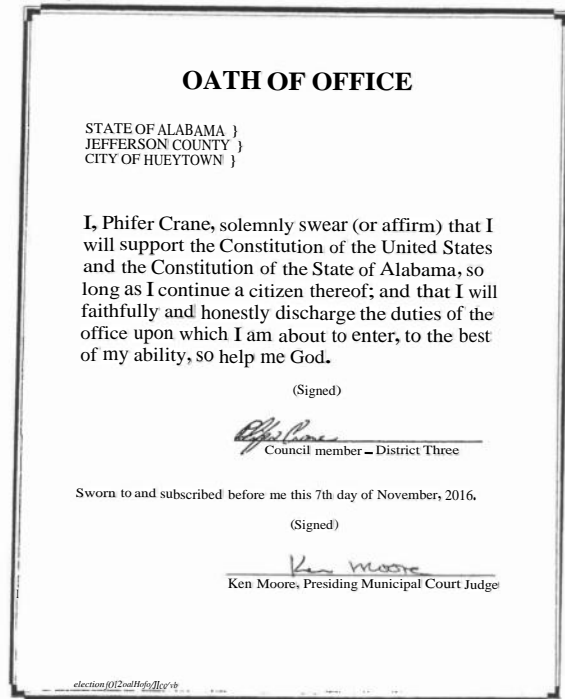 OATH OF OFFICE
STATE OF ALABAMA }
JEFFERSON COUNTY }
CITY OF HUEYTOWN }
I, Phifer Crane, solemnly swear (or affirm) that I
will support the Constitution of the United States
and the Constitution of the State of Alabama, so
long as I continue a citizen thereof; and that I will
faithfully and honestly discharge the duties of the
office upon which I am about to enter, to the best
of my ability, so help me God.
(Signed)
Phifer Crane
Council member – District Three
Sworn to and subscribed before me this 7th day of November, 2016.
(Signed)
Ken Moore
Ken Moore, Presiding Municipal Court Judge